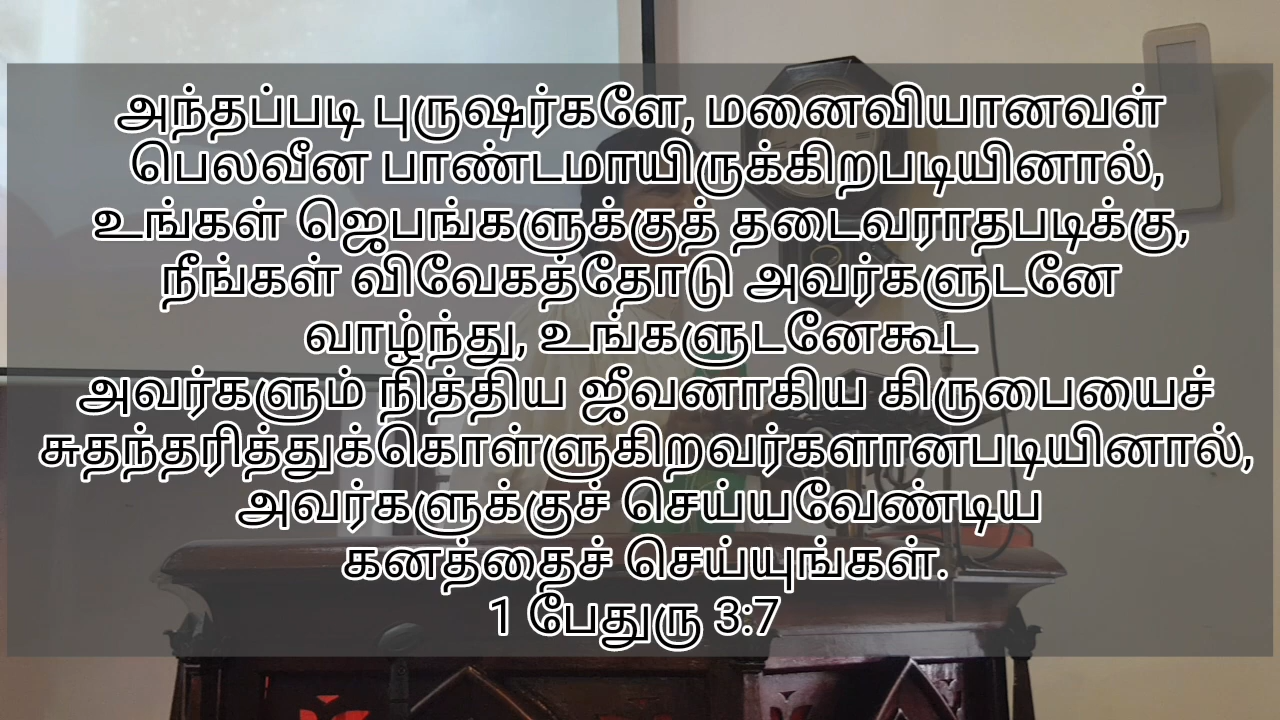 அந்தப்படி புருஷர்களே, மனைவியானவள்
பெலவீன பாண்டமாயிருக்கிறபடியினால்,
உங்கள் ஜெபங்களுக்குத் தடைவராதபடிக்கு,
நீங்கள் விவேகத்தோடு அவர்களுடனே
வாழ்ந்து, உங்களுடனேகூட
அவர்களும் நித்திய ஜீவனாகிய கிருபையைச்
சுதந்தரித்துக்கொள்ளுகிறவர்களானபடியினால்,
அவர்களுக்குச் செய்யவேண்டிய
கனத்தைச் செய்யுங்கள்.
1 பேதுரு 3:7